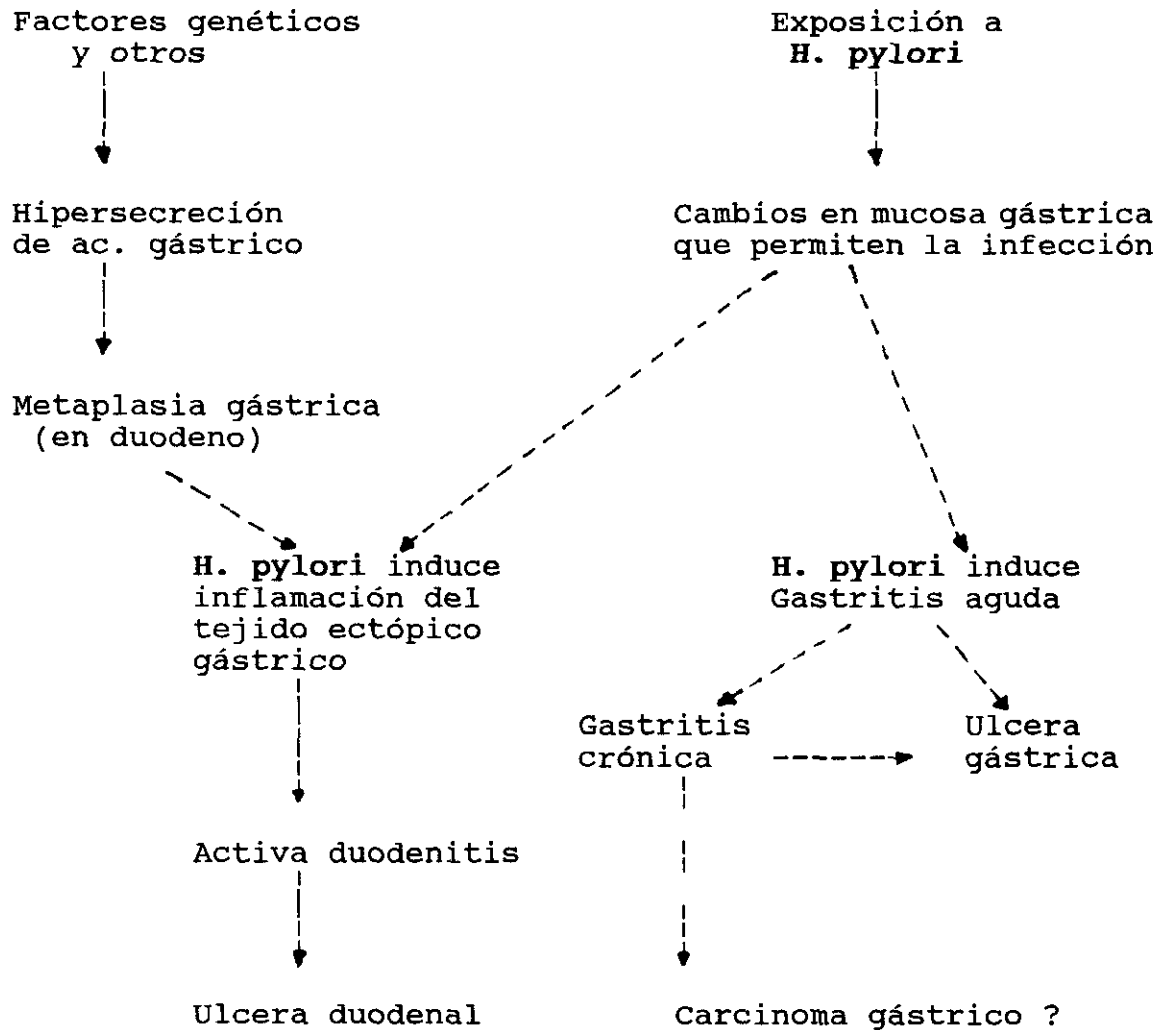 Factores genéticos
y otros
Exposición a
H. pylori
Hipersecreción
de ac. gástrico
Cambios en mucosa gástrica
que permiten la infección
Metaplasia gástrica
(en duodeno)
H. pylori induce
inflamación del
tejido ectópico
gástrico
H. pylori induce
Gastritis aguda
Gastritis
crónica
Ulcera
gástrica
Activa duodenitis
Ulcera duodenal
Carcinoma gástrico ?